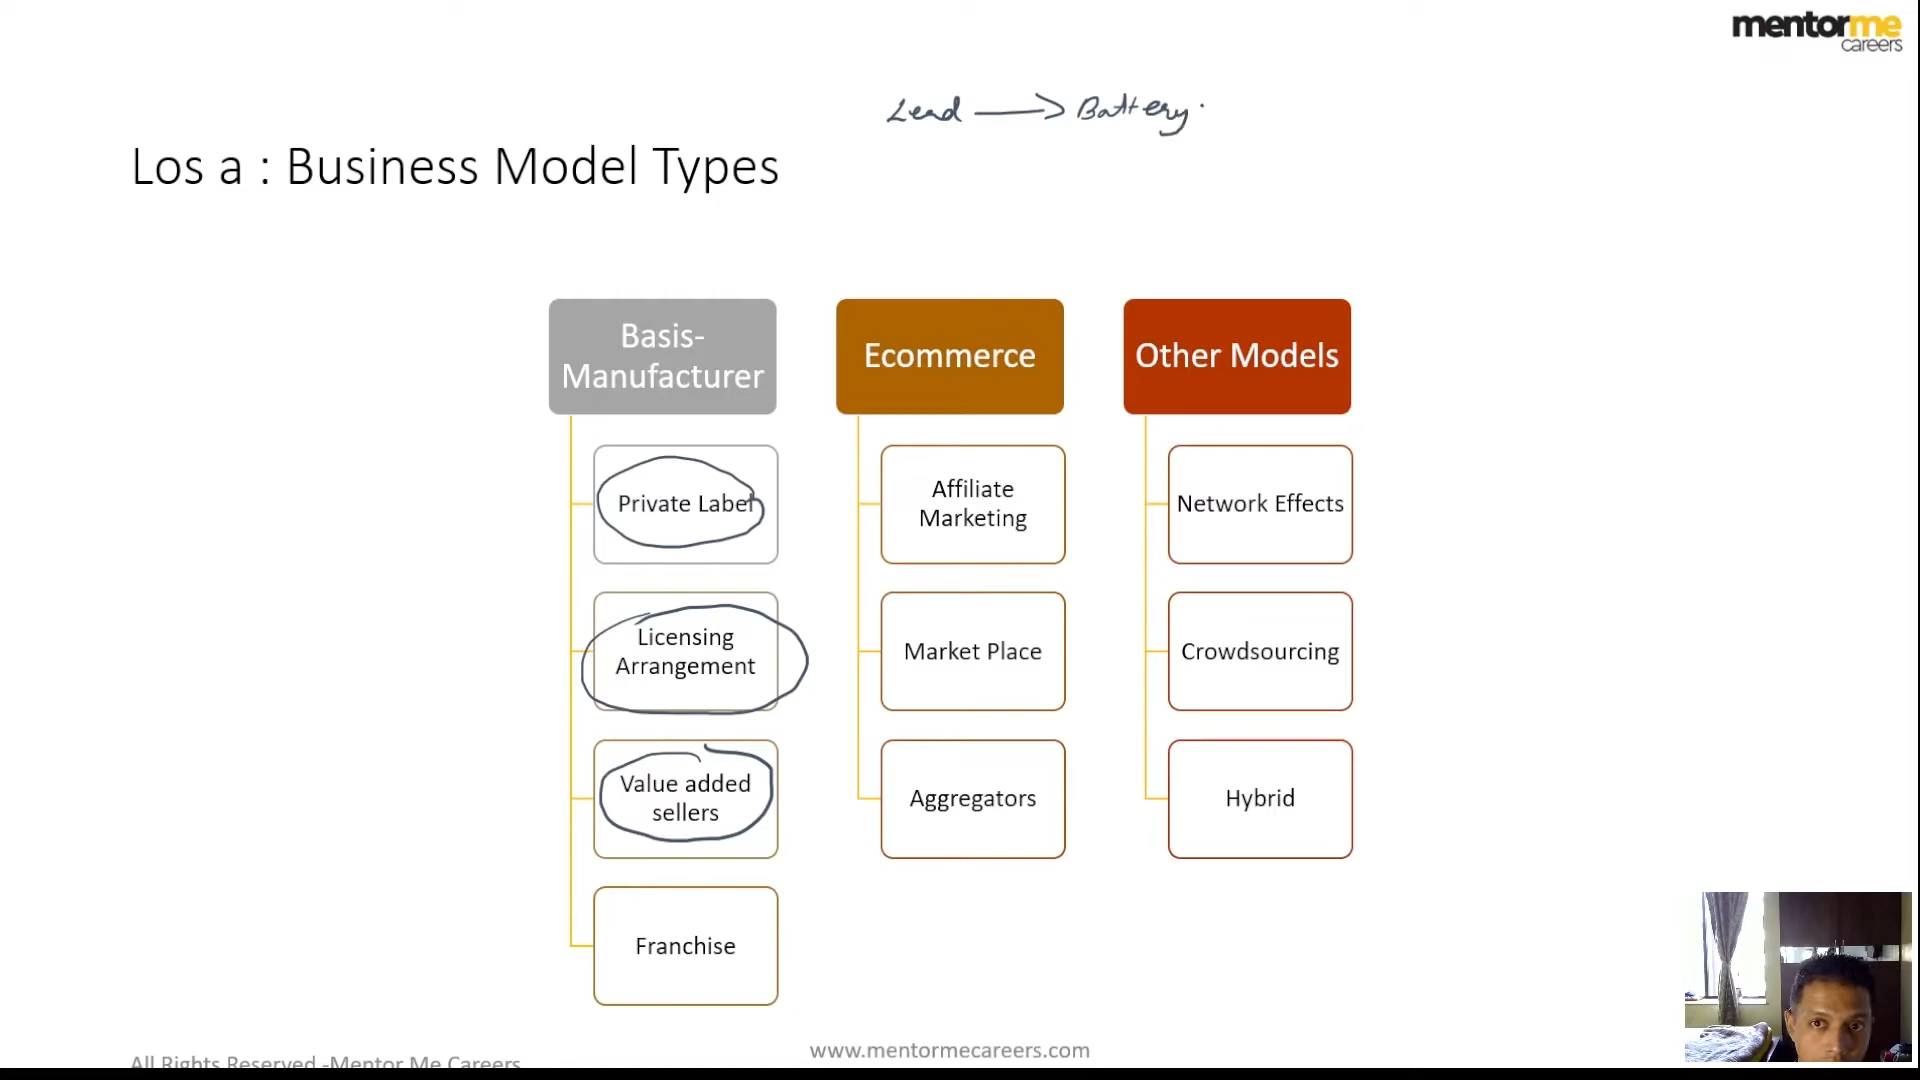 mentorme
careers
Lead → Battery.
Los a : Business Model Types
Basis-
Manufacturer
Private Label
Licensing
Arrangement
Value added
sellers
Franchise
Ecommerce
Affiliate
Marketing
Market Place
Aggregators
Other Models
Network Effects
Crowdsourcing
Hybrid
All Rights Reserved -Mentor Me Careers
www.mentormecareers.com